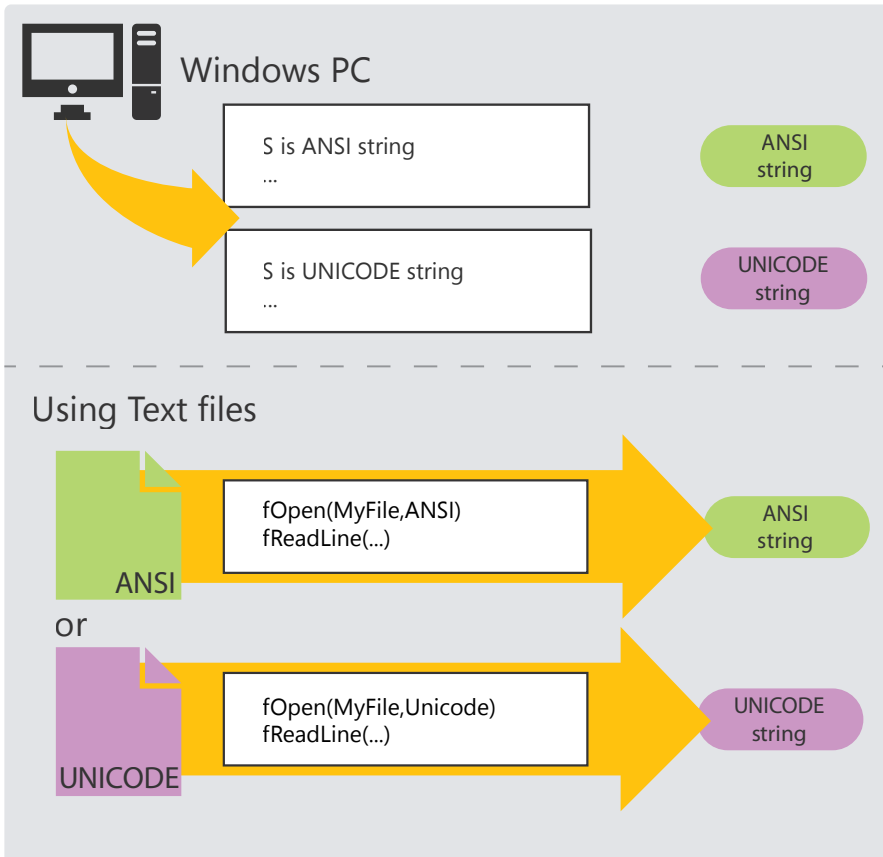 Windows PC
S is ANSI string
...
ANSI
string
S is UNICODE string
...
UNICODE
string
Using Text files
ANSI
fOpen(MyFile,ANSI)
fReadLine(...)
ANSI
string
or
UNICODE
fOpen(MyFile,Unicode)
fReadLine(...)
UNICODE
string